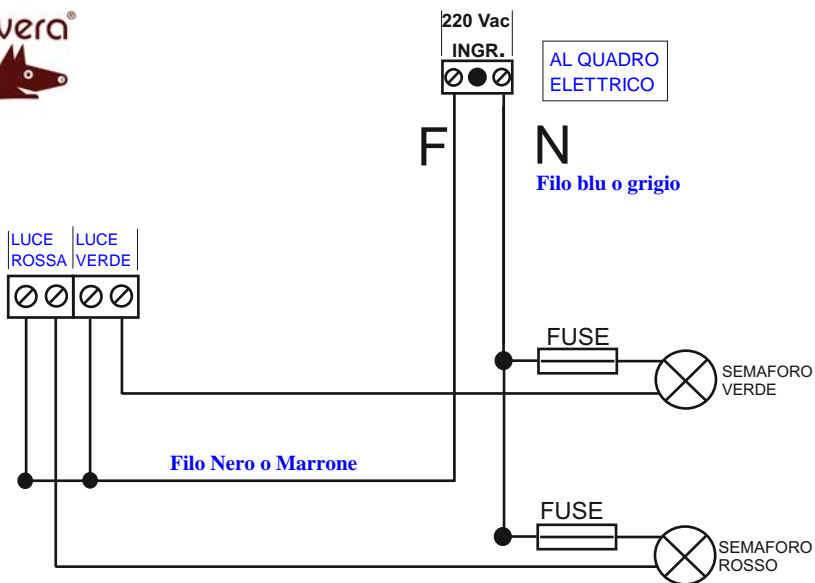 220 Vac
INGR.
AL QUADRO
ELETTRICO
F
N
Filo blu o grigio
LUCE
ROSSA
LUCE
VERDE
FUSE
SEMAFORO
VERDE
Filo Nero o Marrone
FUSE
SEMAFORO
ROSSO